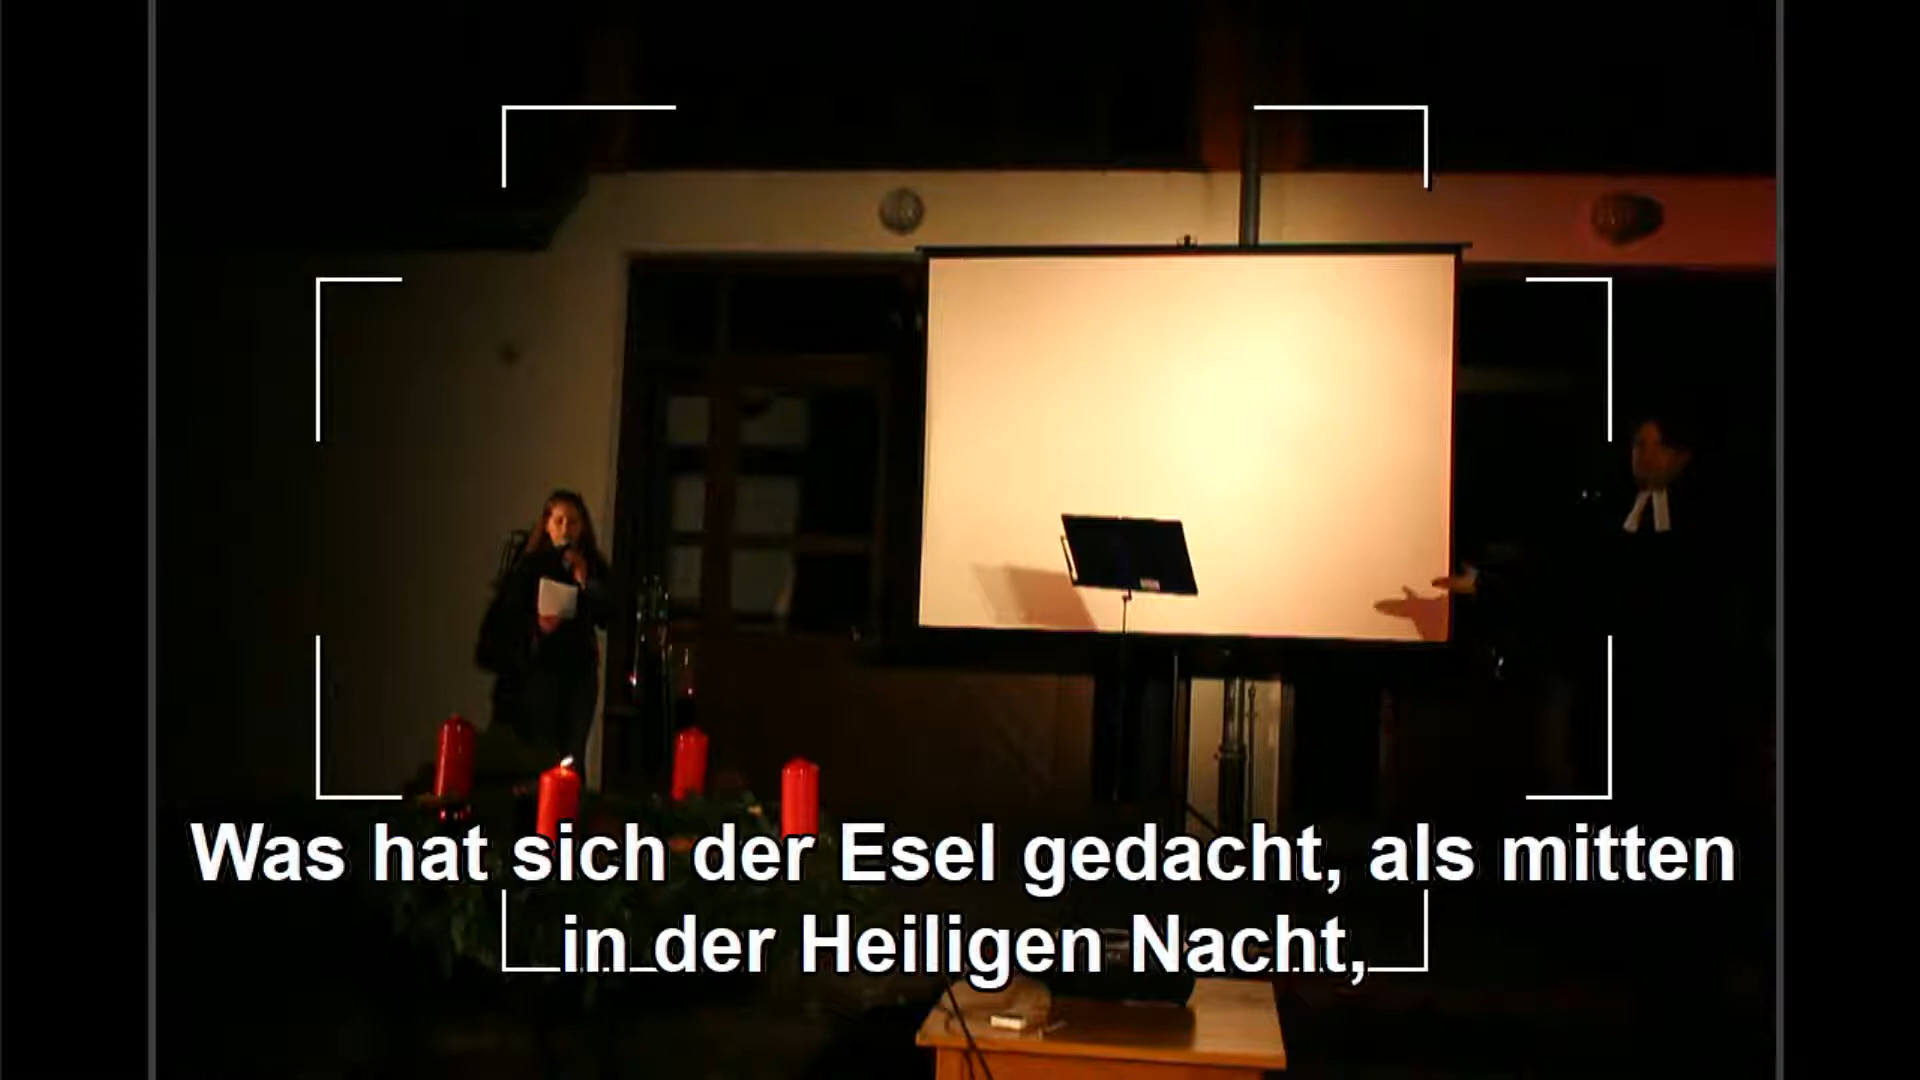 Was hat sich der Esel gedacht, als mitten
in der Heiligen Nacht,